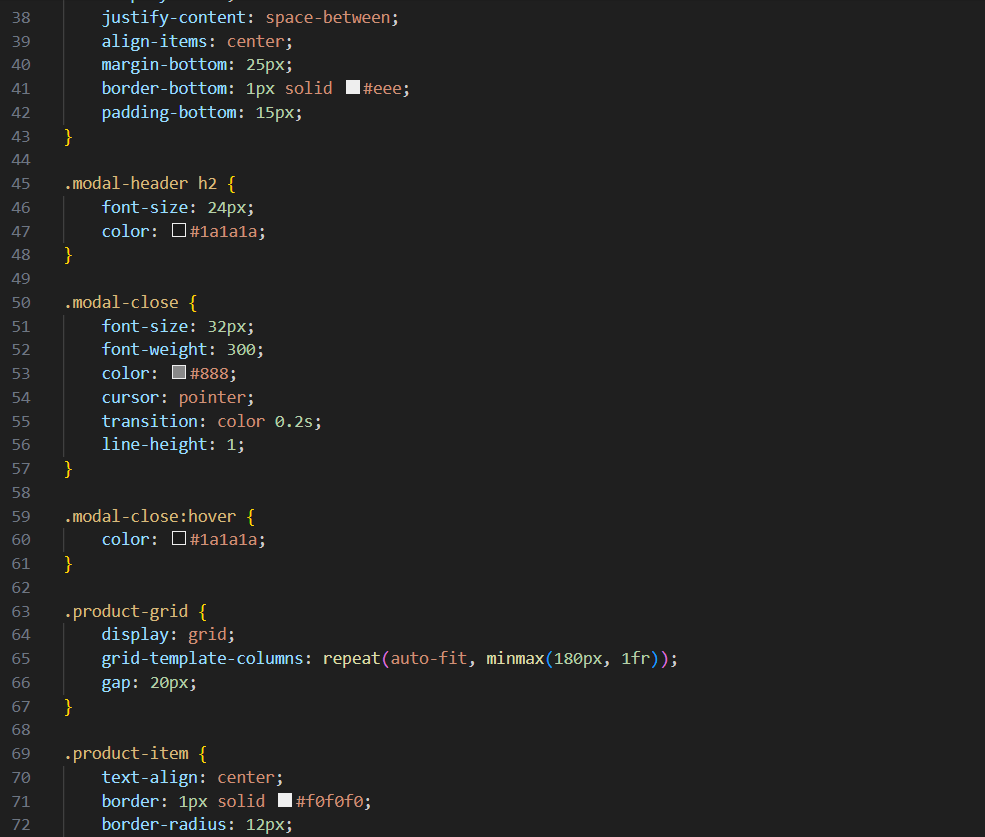 38 justify-content: space-between;
39 align-items: center;
40 margin-bottom: 25px;
41 border-bottom: 1px solid #eee;
42 padding-bottom: 15px;
43 }
44
45 .modal-header h2 {
46 font-size: 24px;
47 color: #1a1a1a;
48 }
49
50 .modal-close {
51 font-size: 32px;
52 font-weight: 300;
53 color: #888;
54 cursor: pointer;
55 transition: color 0.2s;
56 line-height: 1;
57 }
58
59 .modal-close:hover {
60 color: #1a1a1a;
61 }
62
63 .product-grid {
64 display: grid;
65 grid-template-columns: repeat(auto-fit, minmax(180px, 1fr));
66 gap: 20px;
67 }
68
69 .product-item {
70 text-align: center;
71 border: 1px solid #f0f0f0;
72 border-radius: 12px;